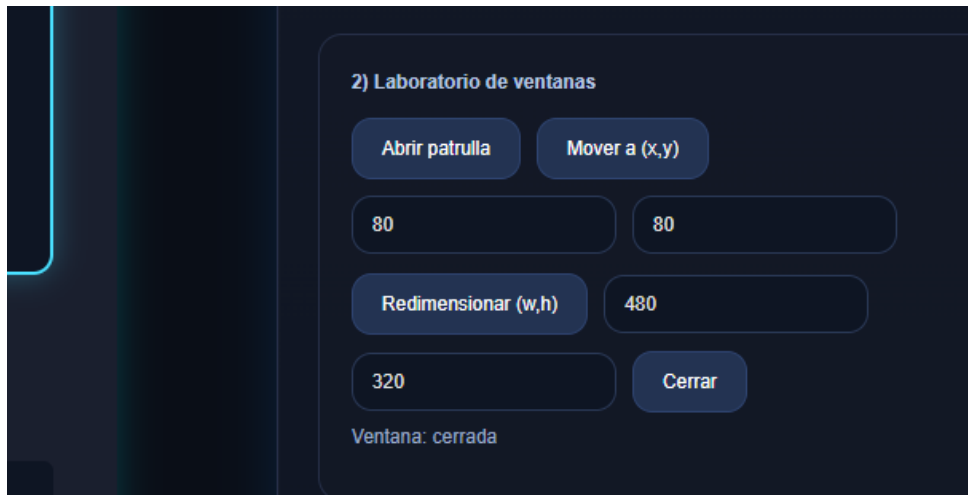 2) Laboratorio de ventanas
Abrir patrulla Mover a (x,y)
80 80
Redimensionar (w,h) 480
320 Cerrar
Ventana: cerrada